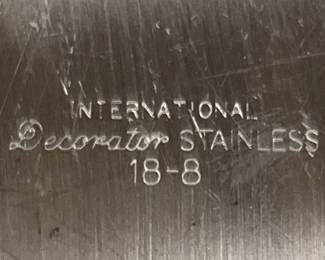 INTERNATIONAL
Decorator STAINLESS
18-8